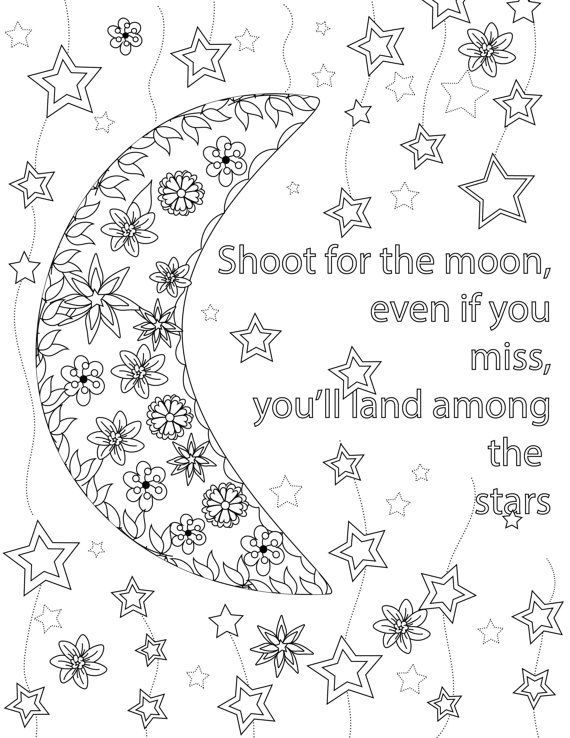 Shoot for the moon,
even if you
miss,
you'll land among
the
stars